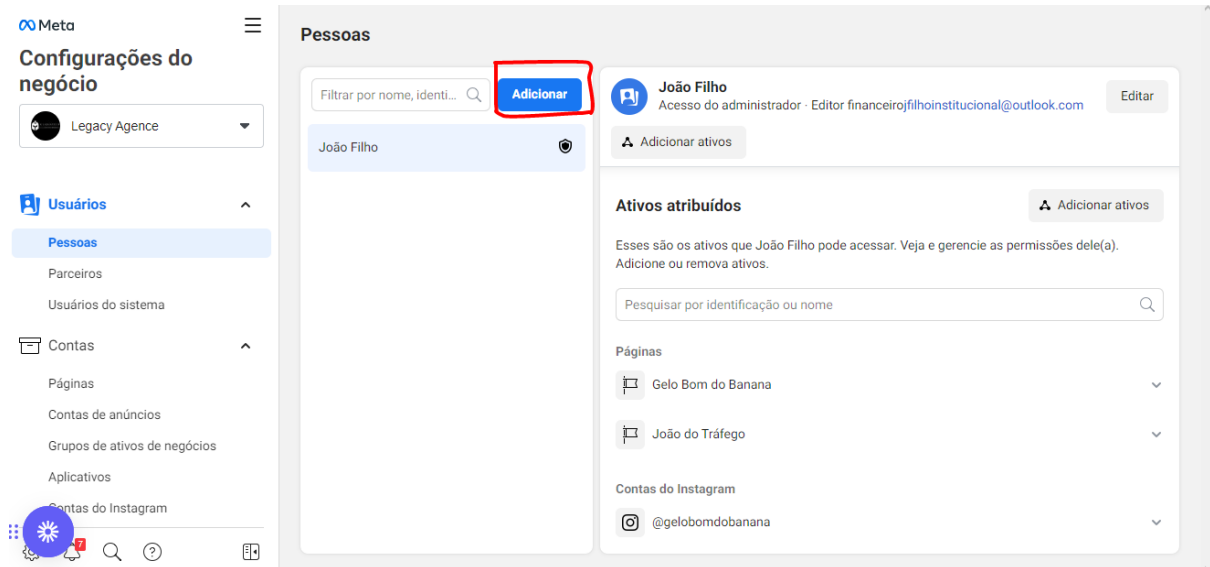 Meta
Configurações do
negócio
Legacy Agence
Usuários
Pessoas
Parceiros
Usuários do sistema
Contas
Páginas
Contas de anúncios
Grupos de ativos de negócios
Aplicativos
Contas do Instagram
7
Pessoas
Filtrar por nome, identi...
Adicionar
João Filho
João Filho
Acesso do administrador · Editor financeirojfilhoinstitucional@outlook.com
Editar
Adicionar ativos
Ativos atribuídos
Adicionar ativos
Esses são os ativos que João Filho pode acessar. Veja e gerencie as permissões dele(a).
Adicione ou remova ativos.
Pesquisar por identificação ou nome
Páginas
Gelo Bom do Banana
João do Tráfego
Contas do Instagram
@gelobomdobanana